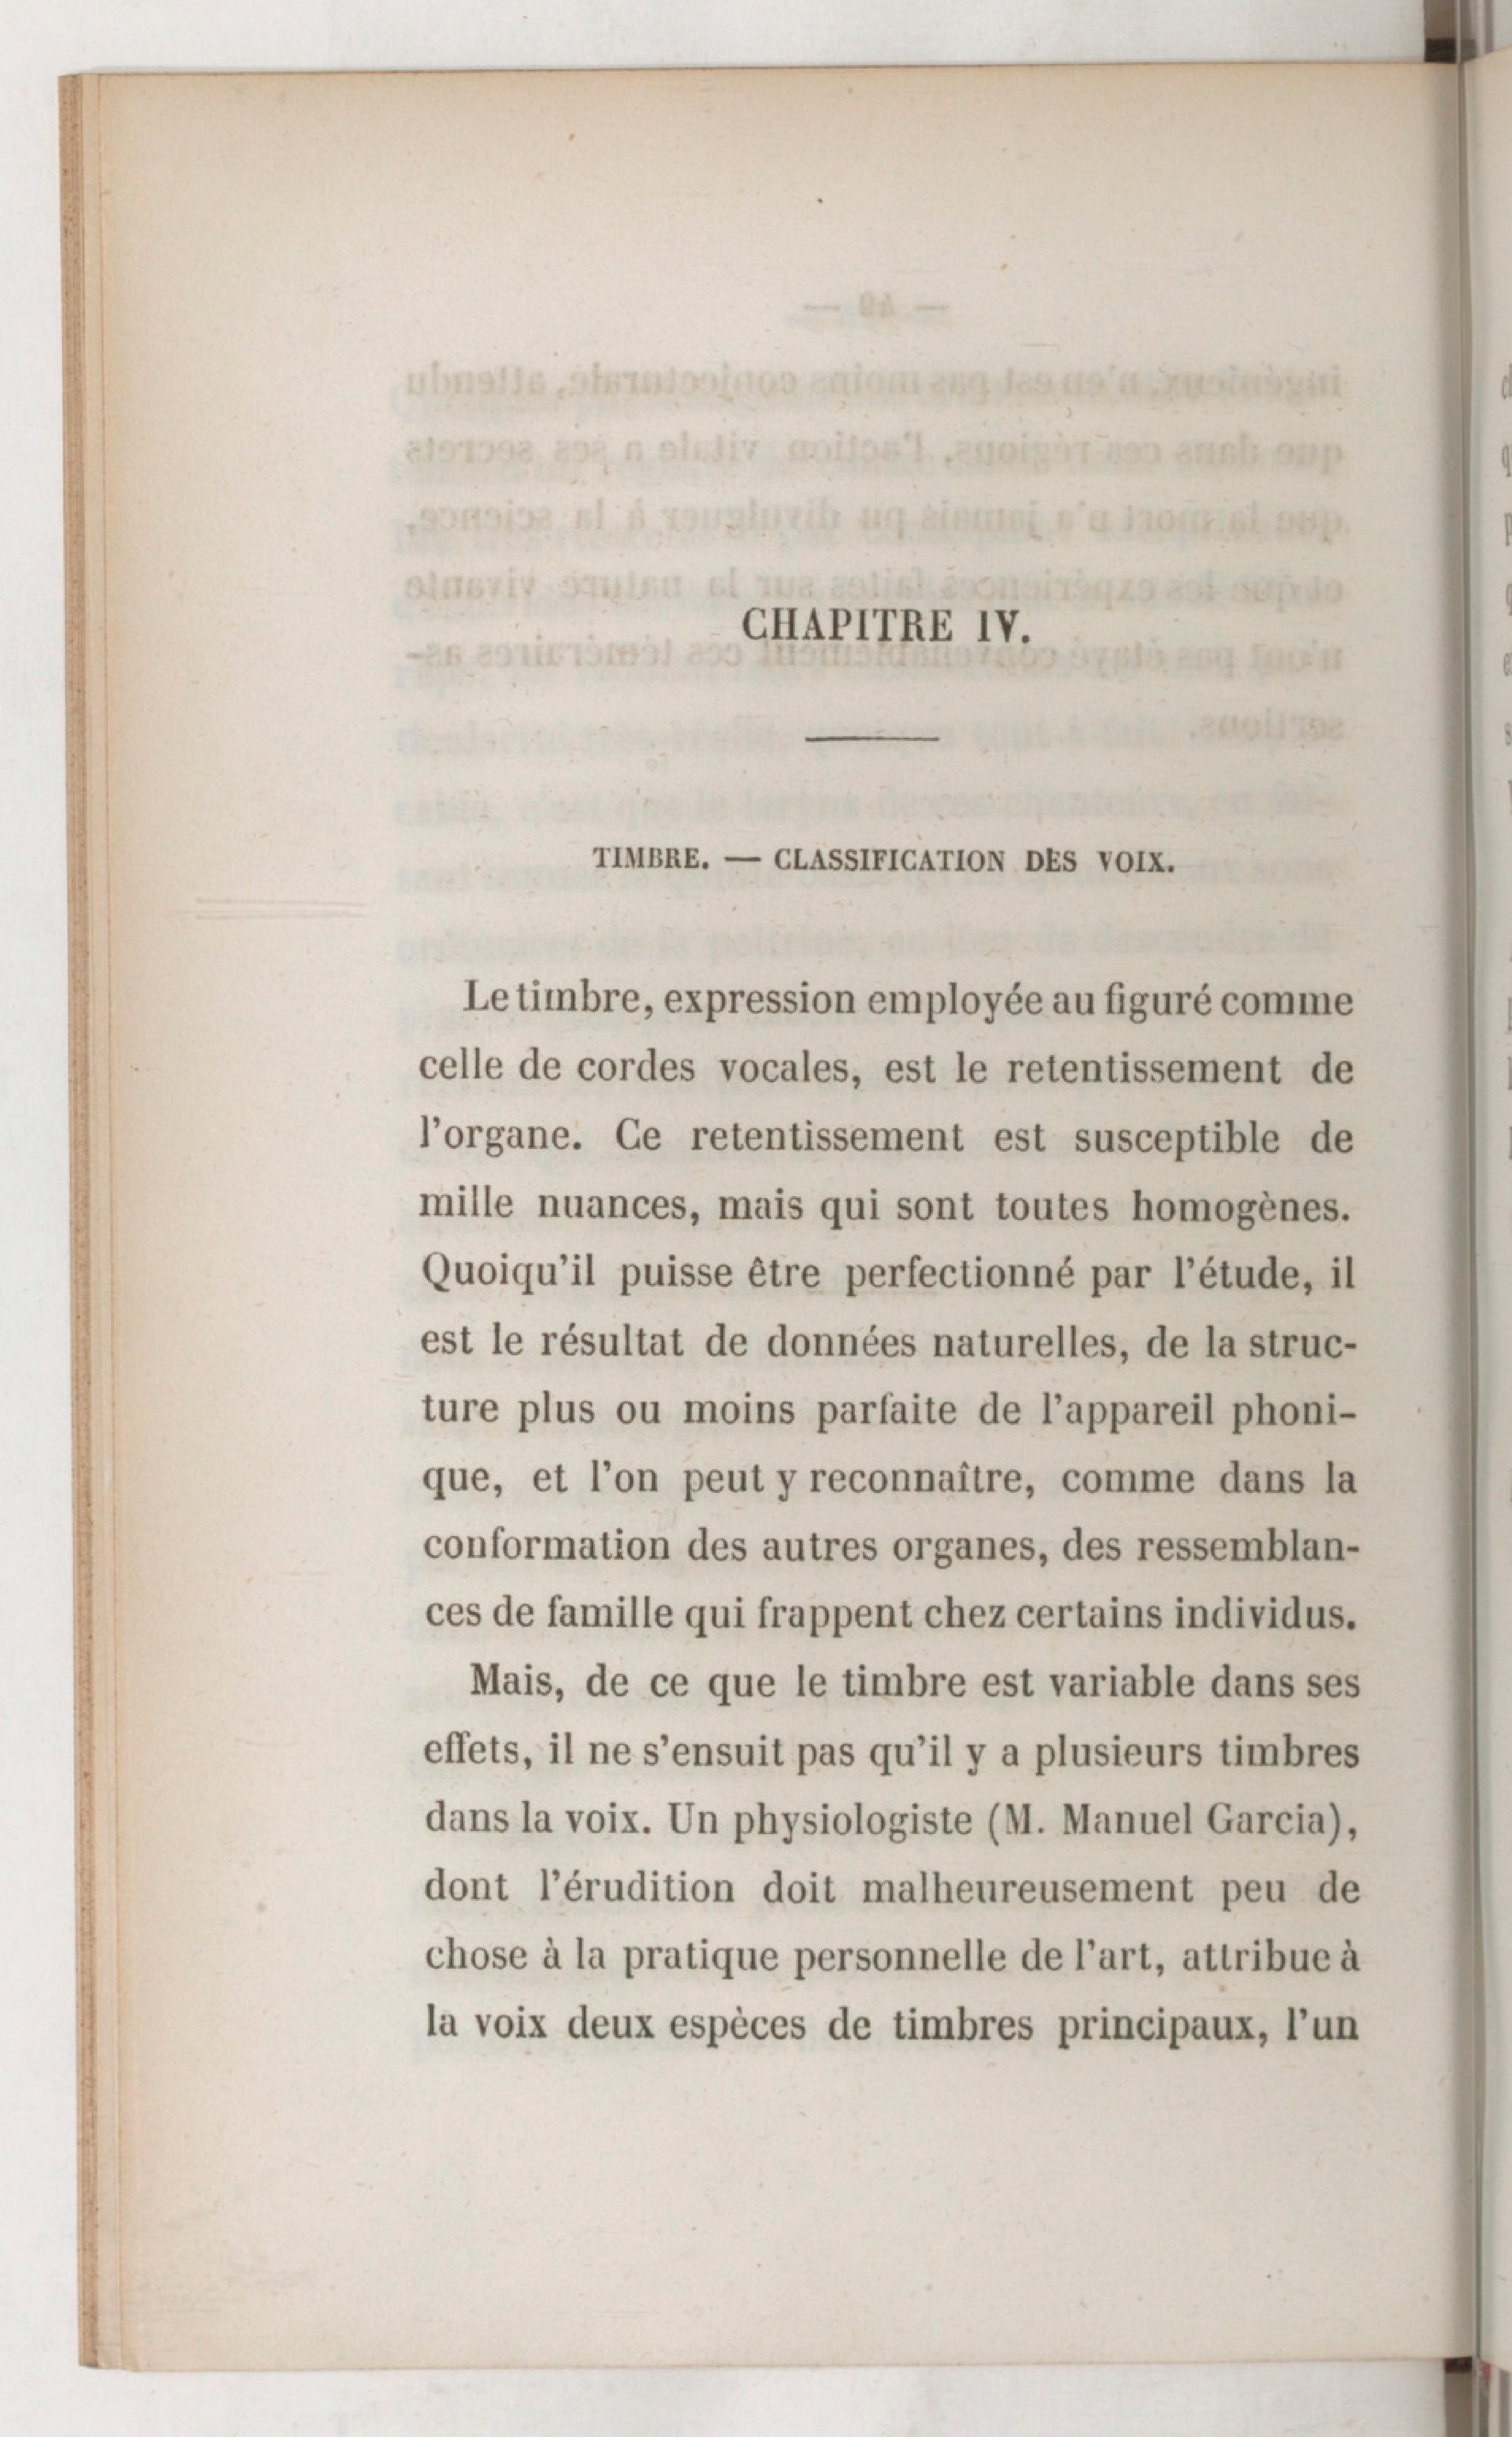 CHAPITRE IV.
TIMBRE. — CLASSIFICATION DES VOIX.
Le timbre, expression employée au figuré comme
celle de cordes vocales, est le retentissement de
l'organe. Ce retentissement est susceptible de
mille nuances, mais qui sont toutes homogènes.
Quoiqu'il puisse être perfectionné par l'étude, il
est le résultat de données naturelles, de la struc-
ture plus ou moins parfaite de l'appareil phoni-
que, et l'on peut y reconnaître, comme dans la
conformation des autres organes, des ressemblan-
ces de famille qui frappent chez certains individus.
Mais, de ce que le timbre est variable dans ses
effets, il ne s'ensuit pas qu'il y a plusieurs timbres
dans la voix. Un physiologiste (M. Manuel Garcia),
dont l'érudition doit malheureusement peu de
chose à la pratique personnelle de l'art, attribue à
la voix deux espèces de timbres principaux, l'un